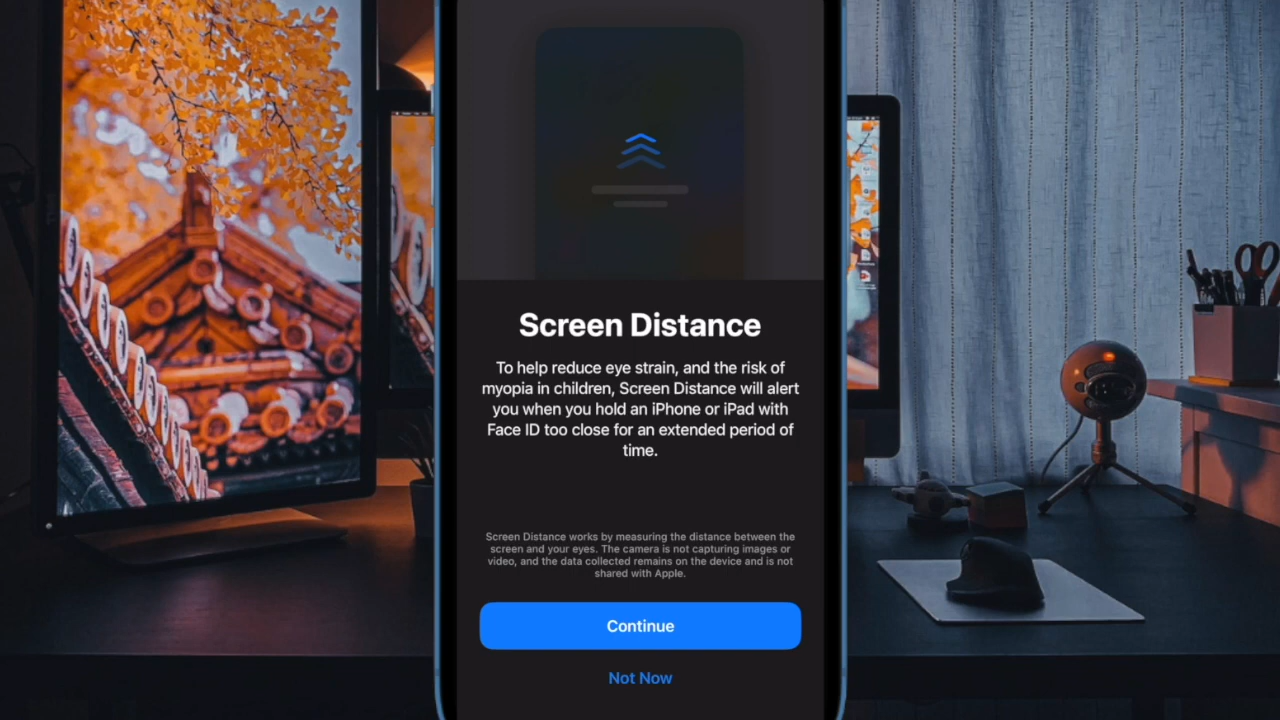 Screen Distance
To help reduce eye strain, and the risk of
myopia in children, Screen Distance will alert
you when you hold an iPhone or iPad with
Face ID too close for an extended period of
time.
Screen Distance works by measuring the distance between the
screen and your eyes. The camera is not capturing images or
video, and the data collected remains on the device and is not
shared with Apple.
Continue
Not Now